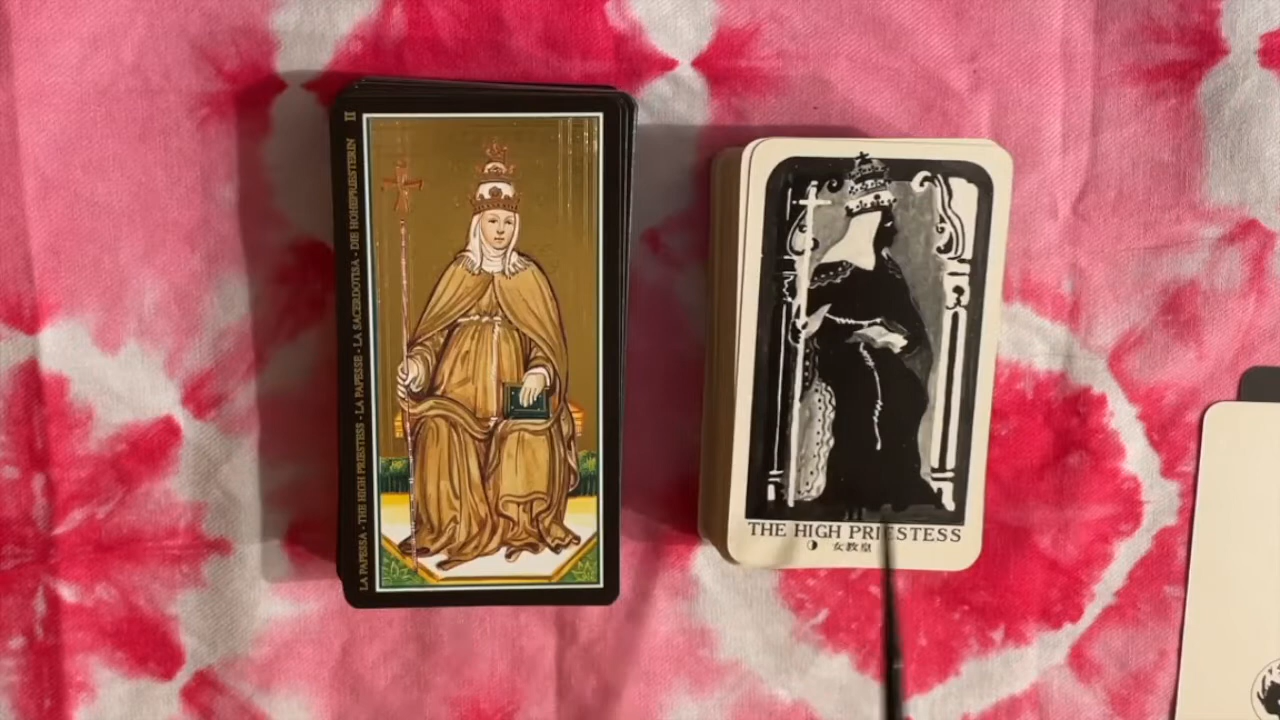 II
LA PAPESSA - THE HIGH PRIESTESS - LA PAPESSE - LA SACERDOTISA - DIE HOHEPRIESTERIN
THE HIGH PRIESTESS
女教皇